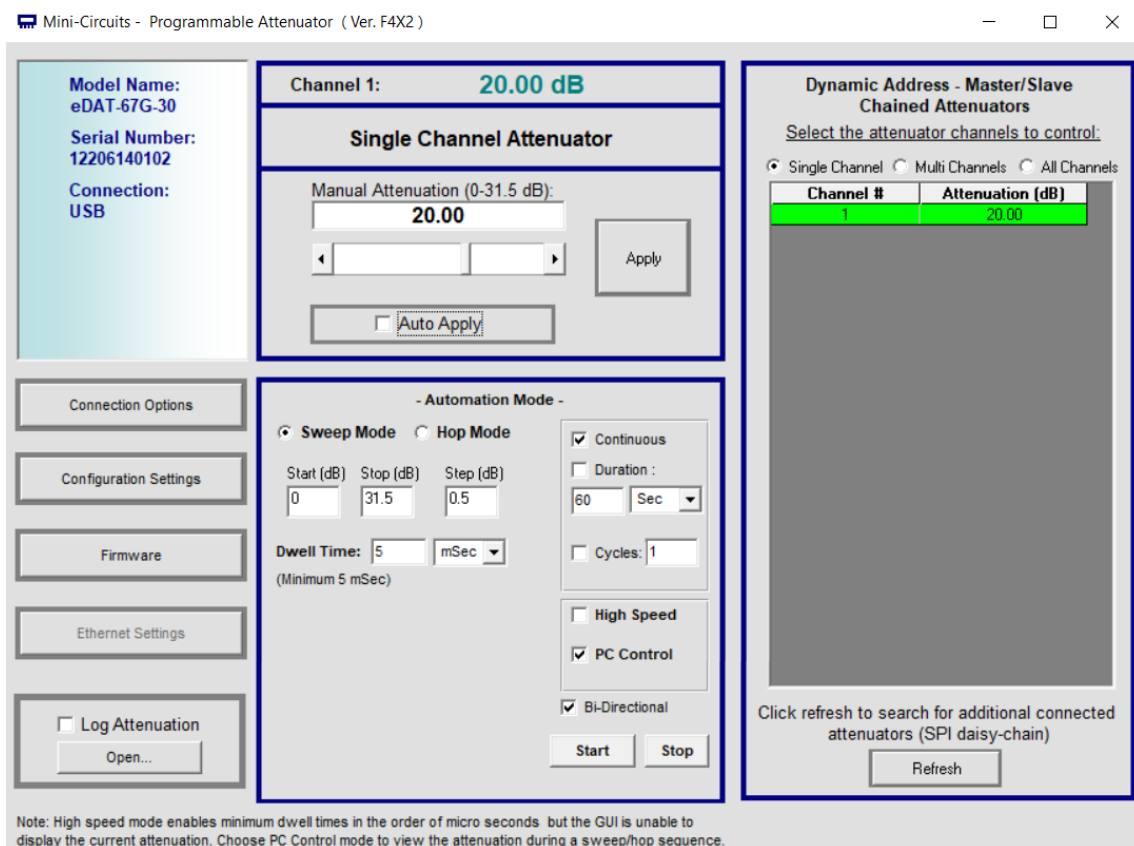 Mini-Circuits - Programmable Attenuator ( Ver. F4X2 )
Model Name:
eDAT-67G-30
Serial Number:
12206140102
Connection:
USB
Connection Options
Configuration Settings
Firmware
Ethernet Settings
Log Attenuation
Open...
Channel 1: 20.00 dB
Single Channel Attenuator
Manual Attenuation (0-31.5 dB):
20.00
Apply
Auto Apply
- Automation Mode -
Sweep Mode Hop Mode
Start (dB) Stop (dB) Step (dB)
0 31.5 0.5
Dwell Time: 5 mSec
(Minimum 5 mSec)
Continuous
Duration :
60 Sec
Cycles: 1
High Speed
PC Control
Bi-Directional
Start Stop
Dynamic Address - Master/Slave
Chained Attenuators
Select the attenuator channels to control:
Single Channel Multi Channels All Channels
Channel # Attenuation (dB)
1 20.00
Click refresh to search for additional connected
attenuators (SPI daisy-chain)
Refresh
Note: High speed mode enables minimum dwell times in the order of micro seconds but the GUI is unable to
display the current attenuation. Choose PC Control mode to view the attenuation during a sweep/hop sequence.